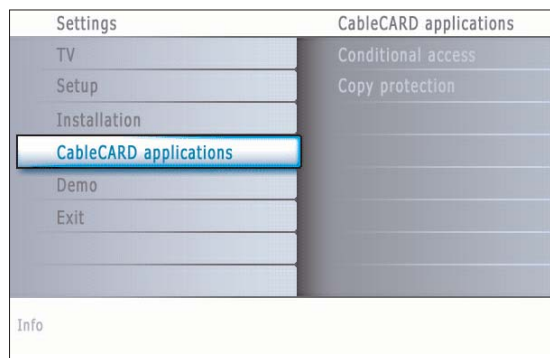 Settings
TV
Setup
Installation
CableCARD applications
Demo
Exit
CableCARD applications
Conditional access
Copy protection
Info